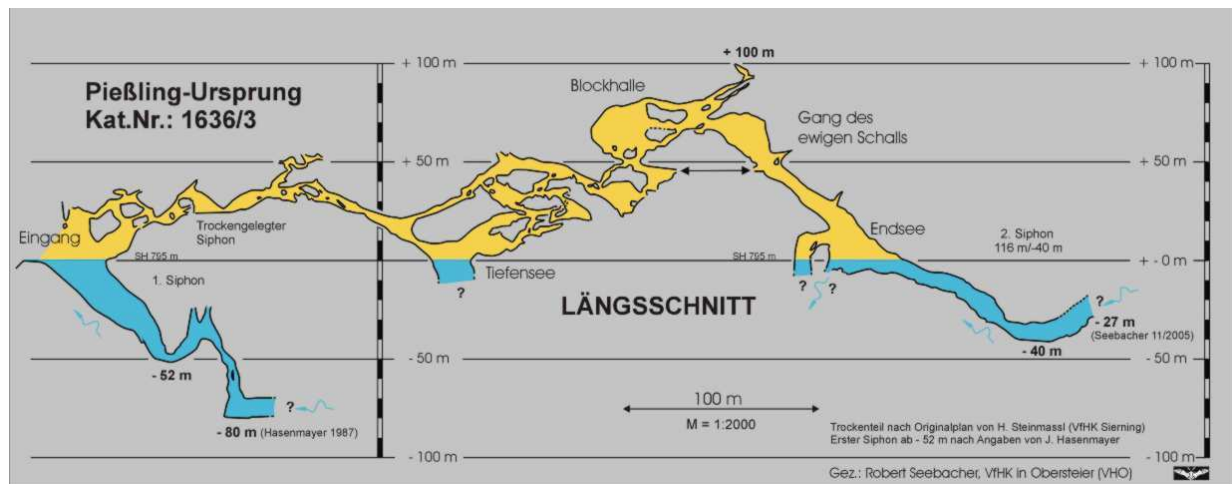 + 100 m
+ 100 m
+ 100 m
Pießling-Ursprung
Kat.Nr.: 1636/3
Blockhalle
Gang des
ewigen Schalls
+ 50 m
+ 50 m
Trockengelegter
Siphon
Eingang
Endsee
2. Siphon
116 m/-40 m
SH 795 m
SH 795 m
+ - 0 m
+ - 0 m
1. Siphon
Tiefensee
?
?
?
?
LÄNGSSCHNITT
- 27 m
(Seebacher 11/2005)
- 40 m
- 52 m
- 50 m
- 50 m
100 m
M = 1:2000
?
- 80 m (Hasenmayer 1987)
Trockenteil nach Originalplan von H. Steinmassl (VfHK Sierning)
Erster Siphon ab - 52 m nach Angaben von J. Hasenmayer
- 100 m
- 100 m
Gez.: Robert Seebacher, VfHK in Obersteier (VHO)